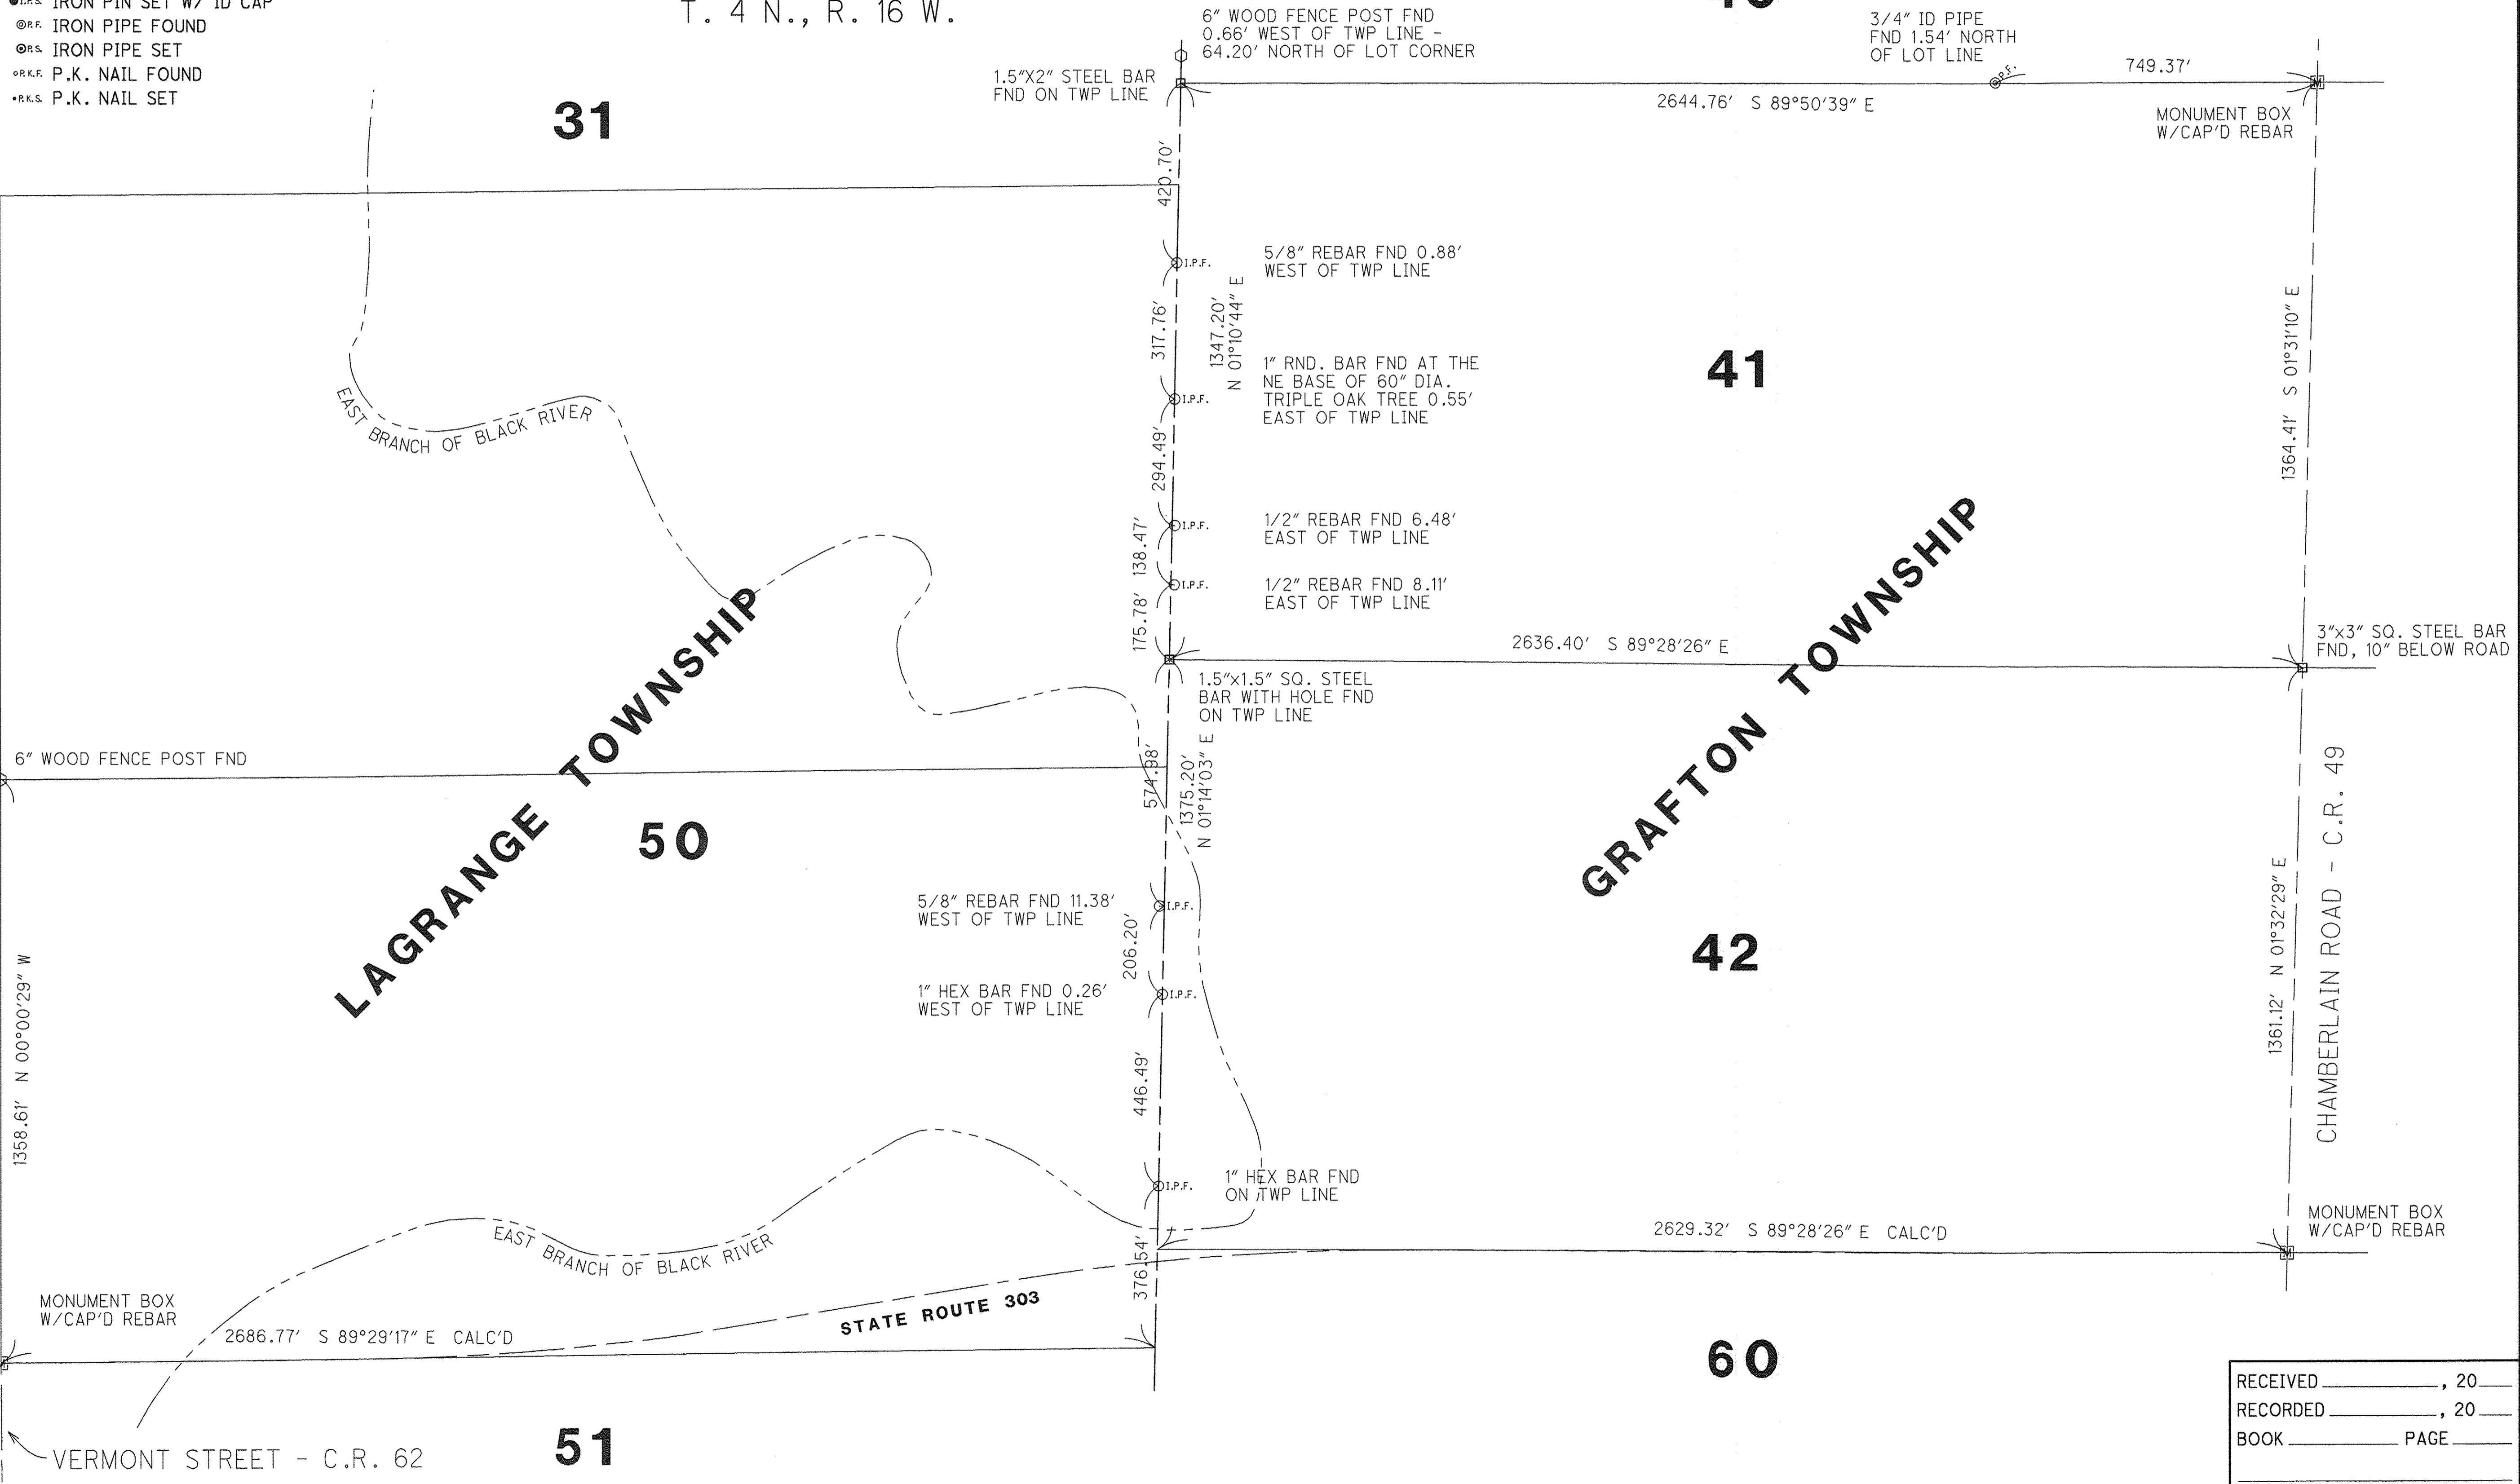 IRON PIN SET W/ ID CAP
P.F. IRON PIPE FOUND
P.S. IRON PIPE SET
P.K.F. P.K. NAIL FOUND
P.K.S. P.K. NAIL SET
T. 4 N., R. 16 W.
6" WOOD FENCE POST FND
0.66' WEST OF TWP LINE -
64.20' NORTH OF LOT CORNER
3/4" ID PIPE
FND 1.54' NORTH
OF LOT LINE
P.F.
749.37'
1.5"X2" STEEL BAR
FND ON TWP LINE
2644.76' S 89°50'39" E
MONUMENT BOX
W/CAP'D REBAR
31
420.70'
I.P.F.
5/8" REBAR FND 0.88'
WEST OF TWP LINE
317.76'
1347.20'
N 01°10'44" E
1364.41' S 01°31'10" E
I.P.F.
1" RND. BAR FND AT THE
NE BASE OF 60" DIA.
TRIPLE OAK TREE 0.55'
EAST OF TWP LINE
41
EAST BRANCH OF BLACK RIVER
294.49'
I.P.F.
1/2" REBAR FND 6.48'
EAST OF TWP LINE
138.47'
I.P.F.
1/2" REBAR FND 8.11'
EAST OF TWP LINE
175.78'
2636.40' S 89°28'26" E
3"x3" SQ. STEEL BAR
FND, 10" BELOW ROAD
1.5"x1.5" SQ. STEEL
BAR WITH HOLE FND
ON TWP LINE
LAGRANGE TOWNSHIP
GRAFTON TOWNSHIP
6" WOOD FENCE POST FND
574.98'
1375.20'
N 01°14'03" E
50
5/8" REBAR FND 11.38'
WEST OF TWP LINE
I.P.F.
206.20'
42
1361.12' N 01°32'29" E
CHAMBERLAIN ROAD - C.R. 49
1" HEX BAR FND 0.26'
WEST OF TWP LINE
I.P.F.
1358.61' N 00°00'29" W
446.49'
I.P.F.
1" HEX BAR FND
ON TWP LINE
2629.32' S 89°28'26" E CALC'D
MONUMENT BOX
W/CAP'D REBAR
EAST BRANCH OF BLACK RIVER
376.54'
STATE ROUTE 303
MONUMENT BOX
W/CAP'D REBAR
2686.77' S 89°29'17" E CALC'D
60
51
VERMONT STREET - C.R. 62
RECEIVED , 20
RECORDED , 20
BOOK PAGE